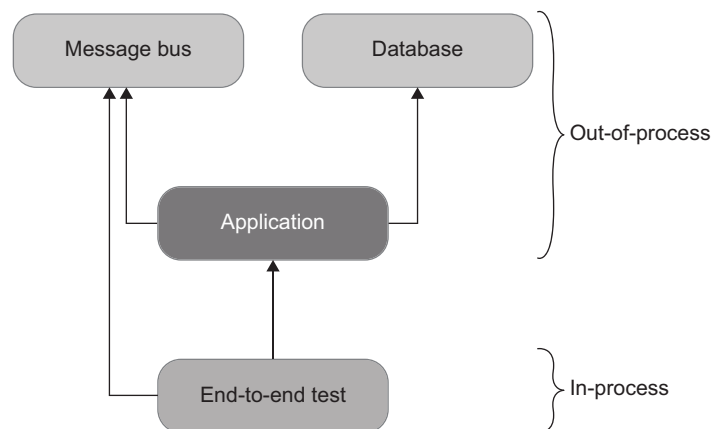 Message bus
Database
Out-of-process
Application
End-to-end test
In-process